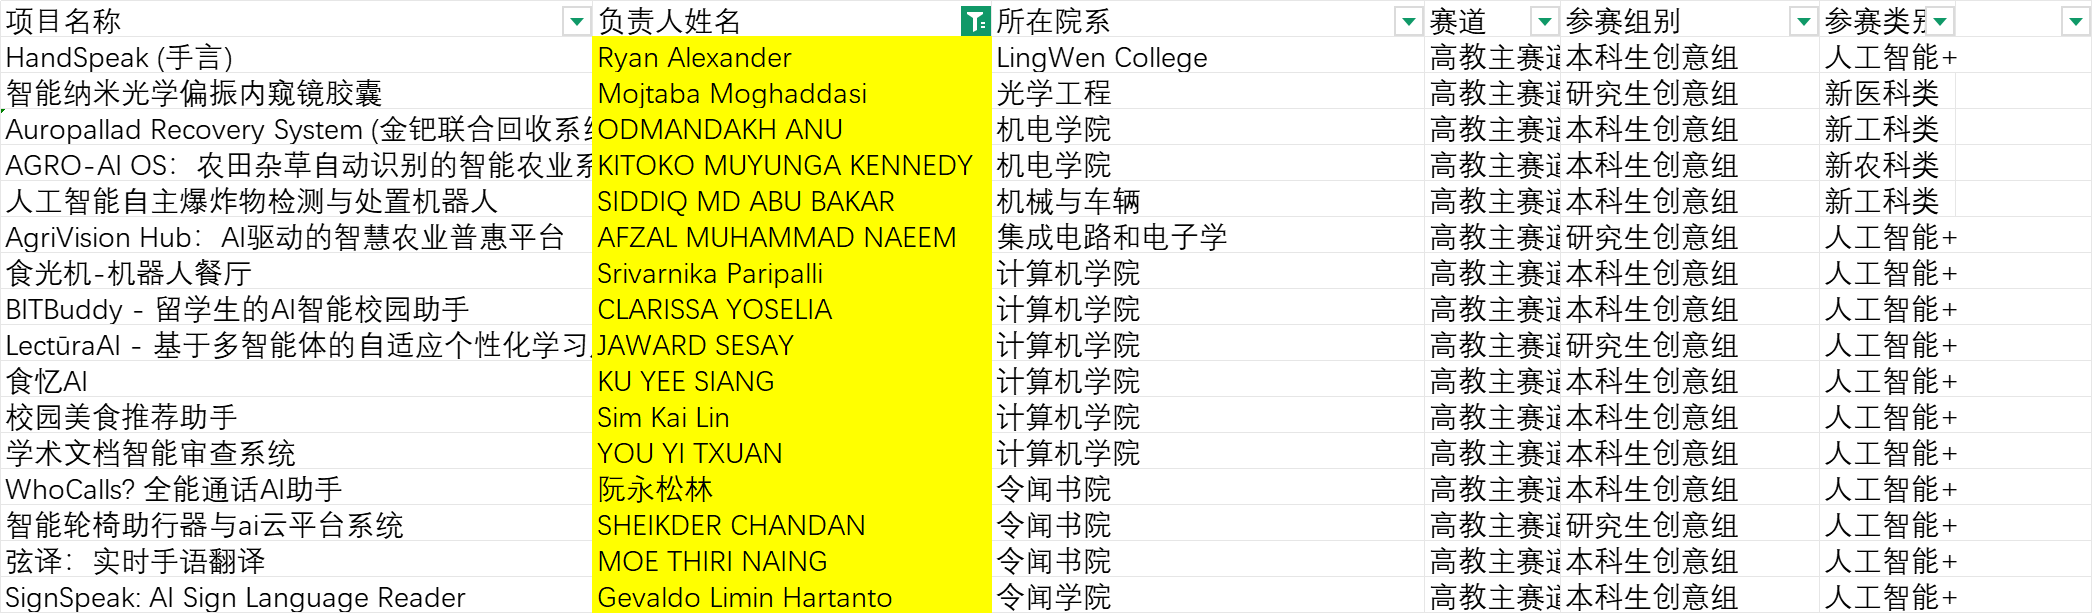 项目名称 负责人姓名 所在院系 赛道 参赛组别 参赛类别
HandSpeak (手言) Ryan Alexander LingWen College 高教主赛道 本科生创意组 人工智能+
智能纳米光学偏振内窥镜胶囊 Mojtaba Moghaddasi 光学工程 高教主赛道 研究生创意组 新医科类
Auropallad Recovery System (金钯联合回收系统 ODMANDAKH ANU 机电学院 高教主赛道 本科生创意组 新工科类
AGRO-AI OS：农田杂草自动识别的智能农业系 KITOKO MUYUNGA KENNEDY 机电学院 高教主赛道 本科生创意组 新农科类
人工智能自主爆炸物检测与处置机器人 SIDDIQ MD ABU BAKAR 机械与车辆 高教主赛道 本科生创意组 新工科类
AgriVision Hub：AI驱动的智慧农业普惠平台 AFZAL MUHAMMAD NAEEM 集成电路和电子学 高教主赛道 研究生创意组 人工智能+
食光机-机器人餐厅 Srivarnika Paripalli 计算机学院 高教主赛道 本科生创意组 人工智能+
BITBuddy - 留学生的AI智能校园助手 CLARISSA YOSELIA 计算机学院 高教主赛道 本科生创意组 人工智能+
LectūraAI - 基于多智能体的自适应个性化学习 JAWARD SESAY 计算机学院 高教主赛道 研究生创意组 人工智能+
食忆AI KU YEE SIANG 计算机学院 高教主赛道 本科生创意组 人工智能+
校园美食推荐助手 Sim Kai Lin 计算机学院 高教主赛道 本科生创意组 人工智能+
学术文档智能审查系统 YOU YI TXUAN 计算机学院 高教主赛道 本科生创意组 人工智能+
WhoCalls? 全能通话AI助手 阮永松林 令闻书院 高教主赛道 本科生创意组 人工智能+
智能轮椅助行器与ai云平台系统 SHEIKDER CHANDAN 令闻书院 高教主赛道 研究生创意组 人工智能+
弦译：实时手语翻译 MOE THIRI NAING 令闻书院 高教主赛道 本科生创意组 人工智能+
SignSpeak: AI Sign Language Reader Gevaldo Limin Hartanto 令闻学院 高教主赛道 本科生创意组 人工智能+